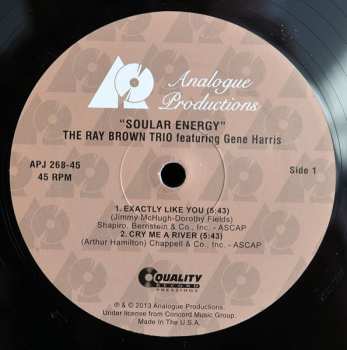 Analogue
Productions
"SOULAR ENERGY"
THE RAY BROWN TRIO featuring Gene Harris
APJ 268-45
45 RPM
Side 1
1. EXACTLY LIKE YOU (5:43)
(Jimmy McHugh-Dorothy Fields)
Shapiro, Bernstein & Co., Inc. - ASCAP
2. CRY ME A RIVER (5:43)
(Arthur Hamilton) Chappell & Co., Inc. - ASCAP
QUALITY
RECORD
PRESSINGS
℗ & © 2013 Analogue Productions.
Under license from Concord Music Group.
Made in The U.S.A.